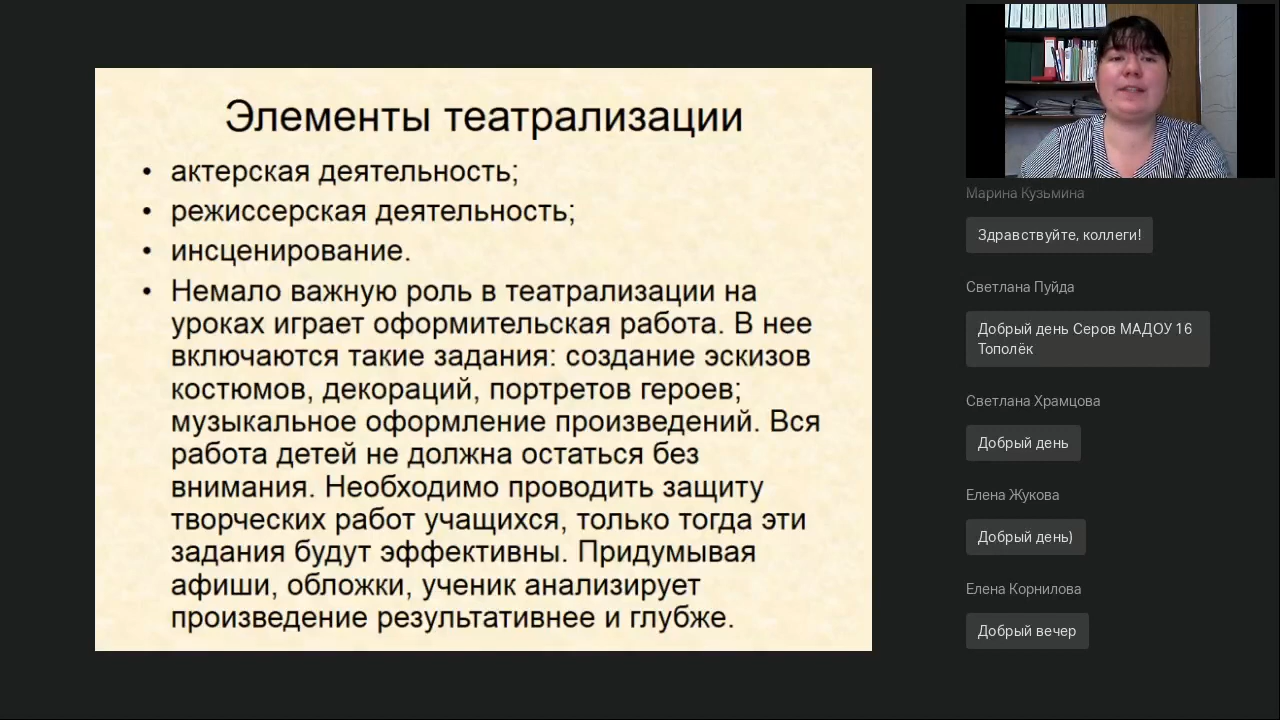 Элементы театрализации
• актерская деятельность;
• режиссерская деятельность;
• инсценирование.
• Немало важную роль в театрализации на
уроках играет оформительская работа. В нее
включаются такие задания: создание эскизов
костюмов, декораций, портретов героев;
музыкальное оформление произведений. Вся
работа детей не должна остаться без
внимания. Необходимо проводить защиту
творческих работ учащихся, только тогда эти
задания будут эффективны. Придумывая
афиши, обложки, ученик анализирует
произведение результативнее и глубже.
Марина Кузьмина
Здравствуйте, коллеги!
Светлана Пуйда
Добрый день Серов МАДОУ 16
Тополёк
Светлана Храмцова
Добрый день
Елена Жукова
Добрый день)
Елена Корнилова
Добрый вечер